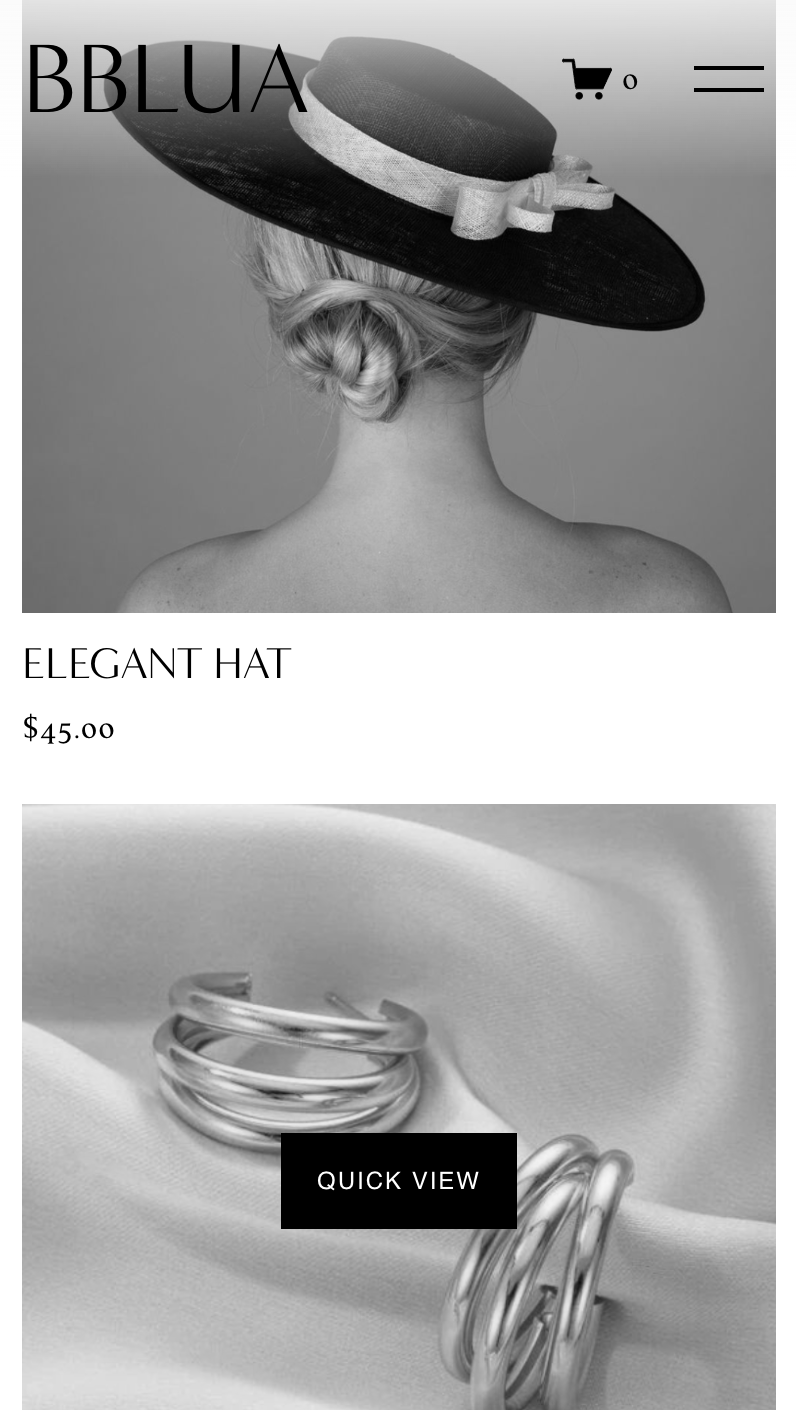 BBLUA
0
ELEGANT HAT
$45.00
QUICK VIEW